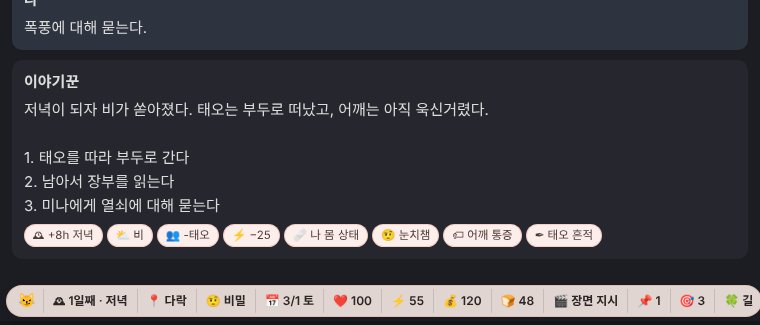 나
폭풍에 대해 묻는다.
이야기꾼
저녁이 되자 비가 쏟아졌다. 태오는 부두로 떠났고, 어깨는 아직 욱신거렸다.
1. 태오를 따라 부두로 간다
2. 남아서 장부를 읽는다
3. 미나에게 열쇠에 대해 묻는다
🕰 +8h 저녁 ⛅ 비 👥 -태오 ⚡ −25 🩹 나 몸 상태 🤨 눈치챔 🏷 어깨 통증 ✒ 태오 흔적
😼 🕰 1일째 · 저녁 📍 다락 🤨 비밀 📅 3/1 토 ❤️ 100 ⚡ 55 💰 120 🍞 48 🎬 장면 지시 📌 1 🎯 3 🍀 길